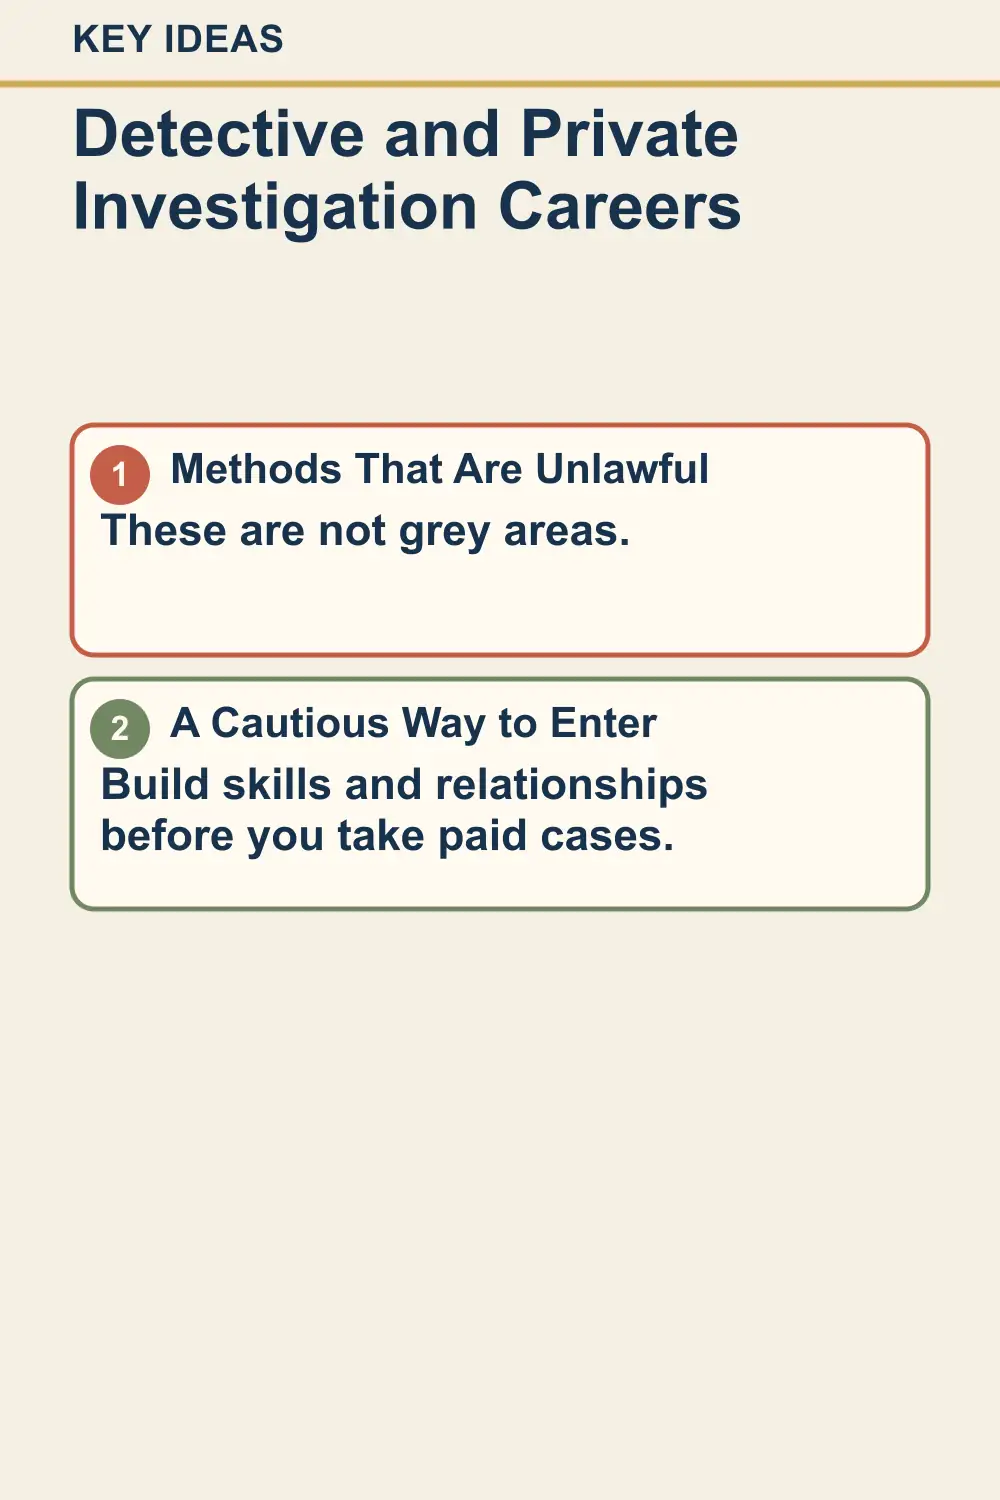 KEY IDEAS
Detective and Private
Investigation Careers
1 Methods That Are Unlawful
These are not grey areas.
2 A Cautious Way to Enter
Build skills and relationships
before you take paid cases.